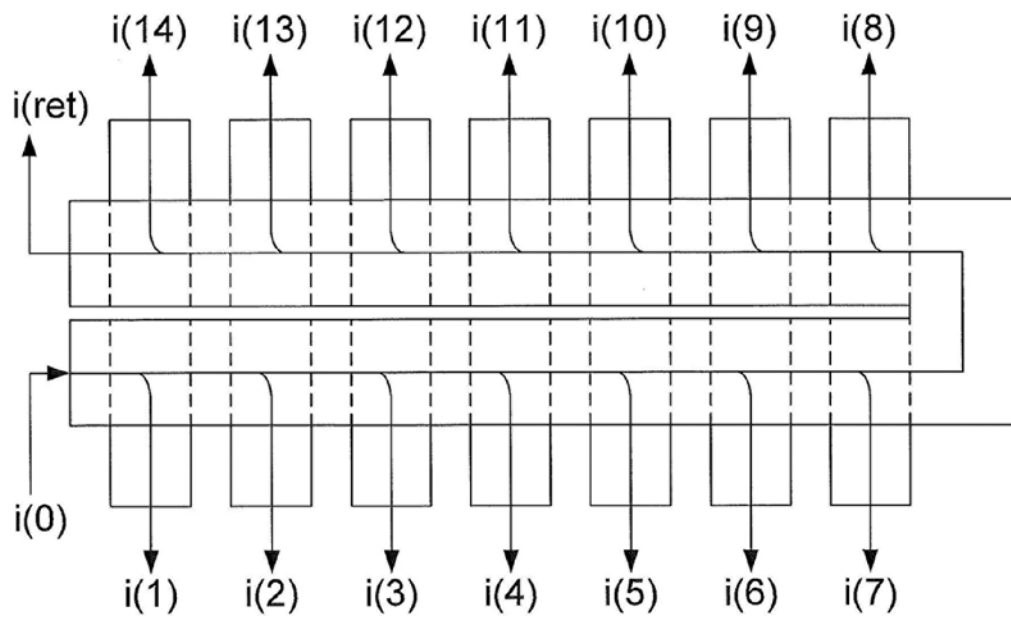 i(14) i(13) i(12) i(11) i(10) i(9) i(8)
i(ret)
i(0)
i(1) i(2) i(3) i(4) i(5) i(6) i(7)